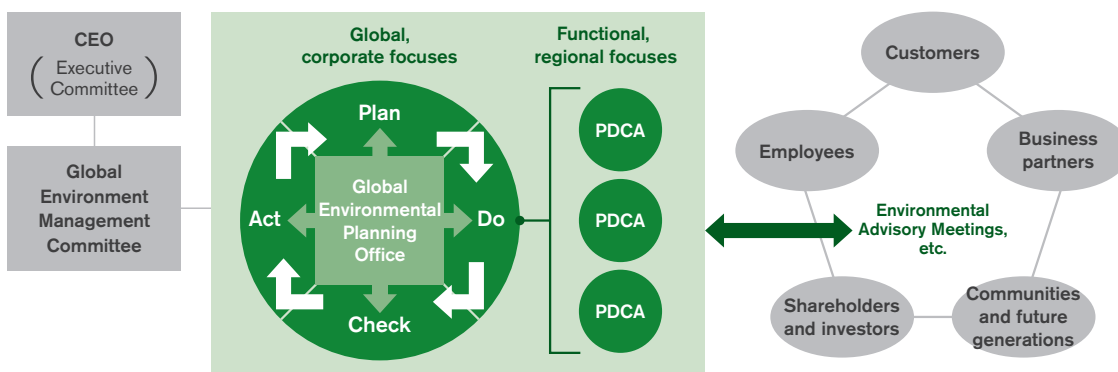 CEO
(Executive
Committee)
Global
Environment
Management
Committee
Global,
corporate focuses
Plan
Do
Check
Act
Global
Environmental
Planning
Office
Functional,
regional focuses
PDCA
PDCA
PDCA
Environmental
Advisory Meetings,
etc.
Customers
Business
partners
Communities
and future
generations
Shareholders
and investors
Employees